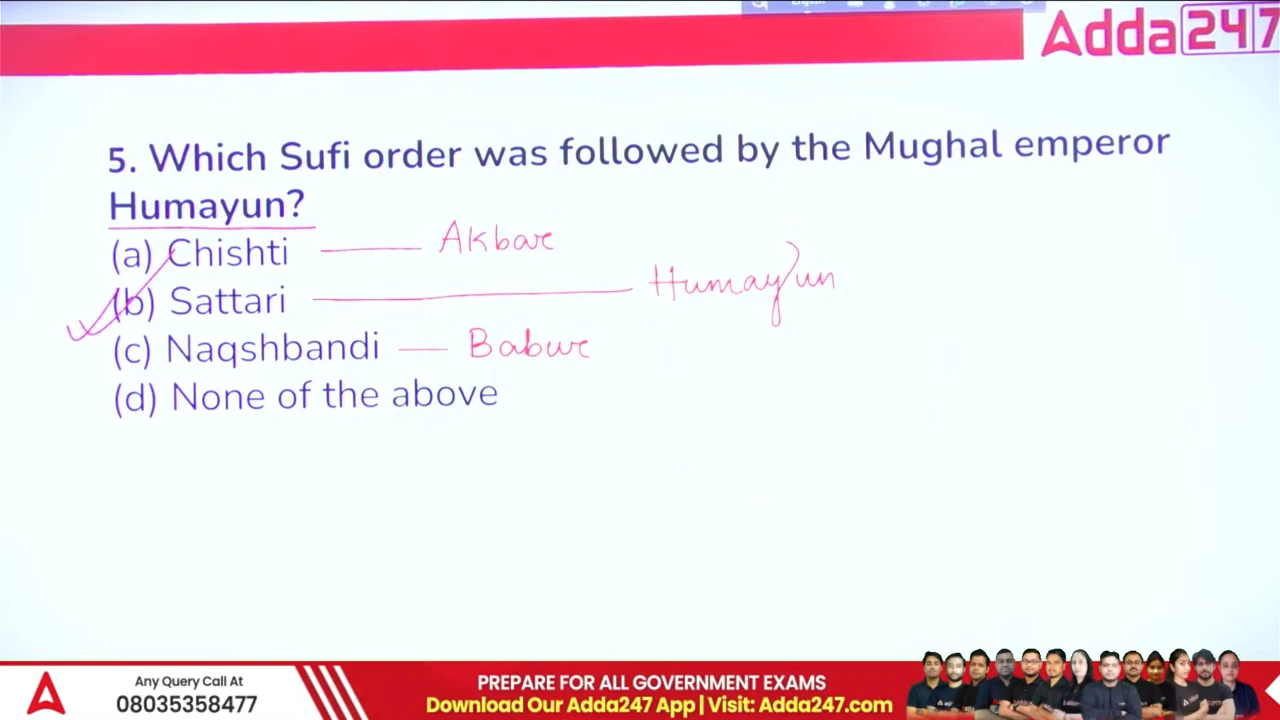 Adda247
5. Which Sufi order was followed by the Mughal emperor
Humayun?
(a) Chishti — Akbar
(b) Sattari — Humayun
(c) Naqshbandi — Babur
(d) None of the above
Any Query Call At
08035358477
PREPARE FOR ALL GOVERNMENT EXAMS
Download Our Adda247 App | Visit: Adda247.com